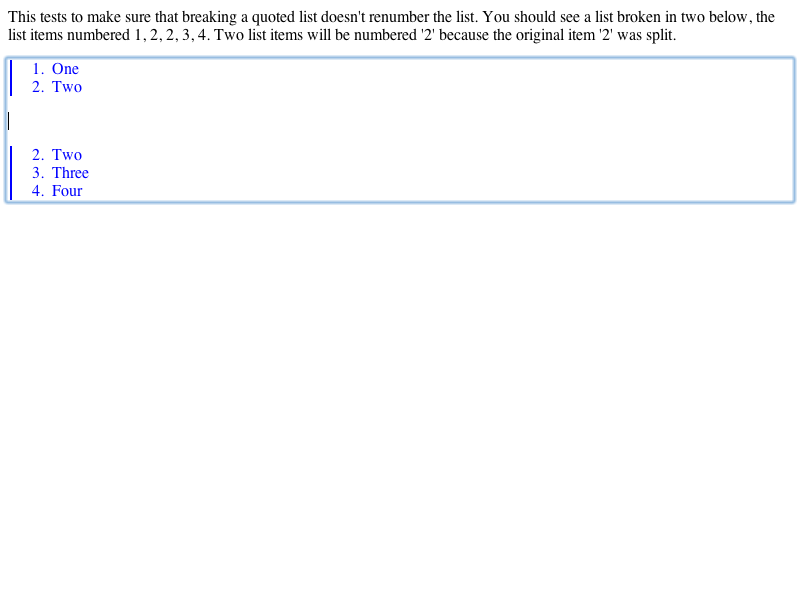 This tests to make sure that breaking a quoted list doesn't renumber the list. You should see a list broken in two below, the
list items numbered 1, 2, 2, 3, 4. Two list items will be numbered '2' because the original item '2' was split.
1. One
2. Two
2. Two
3. Three
4. Four